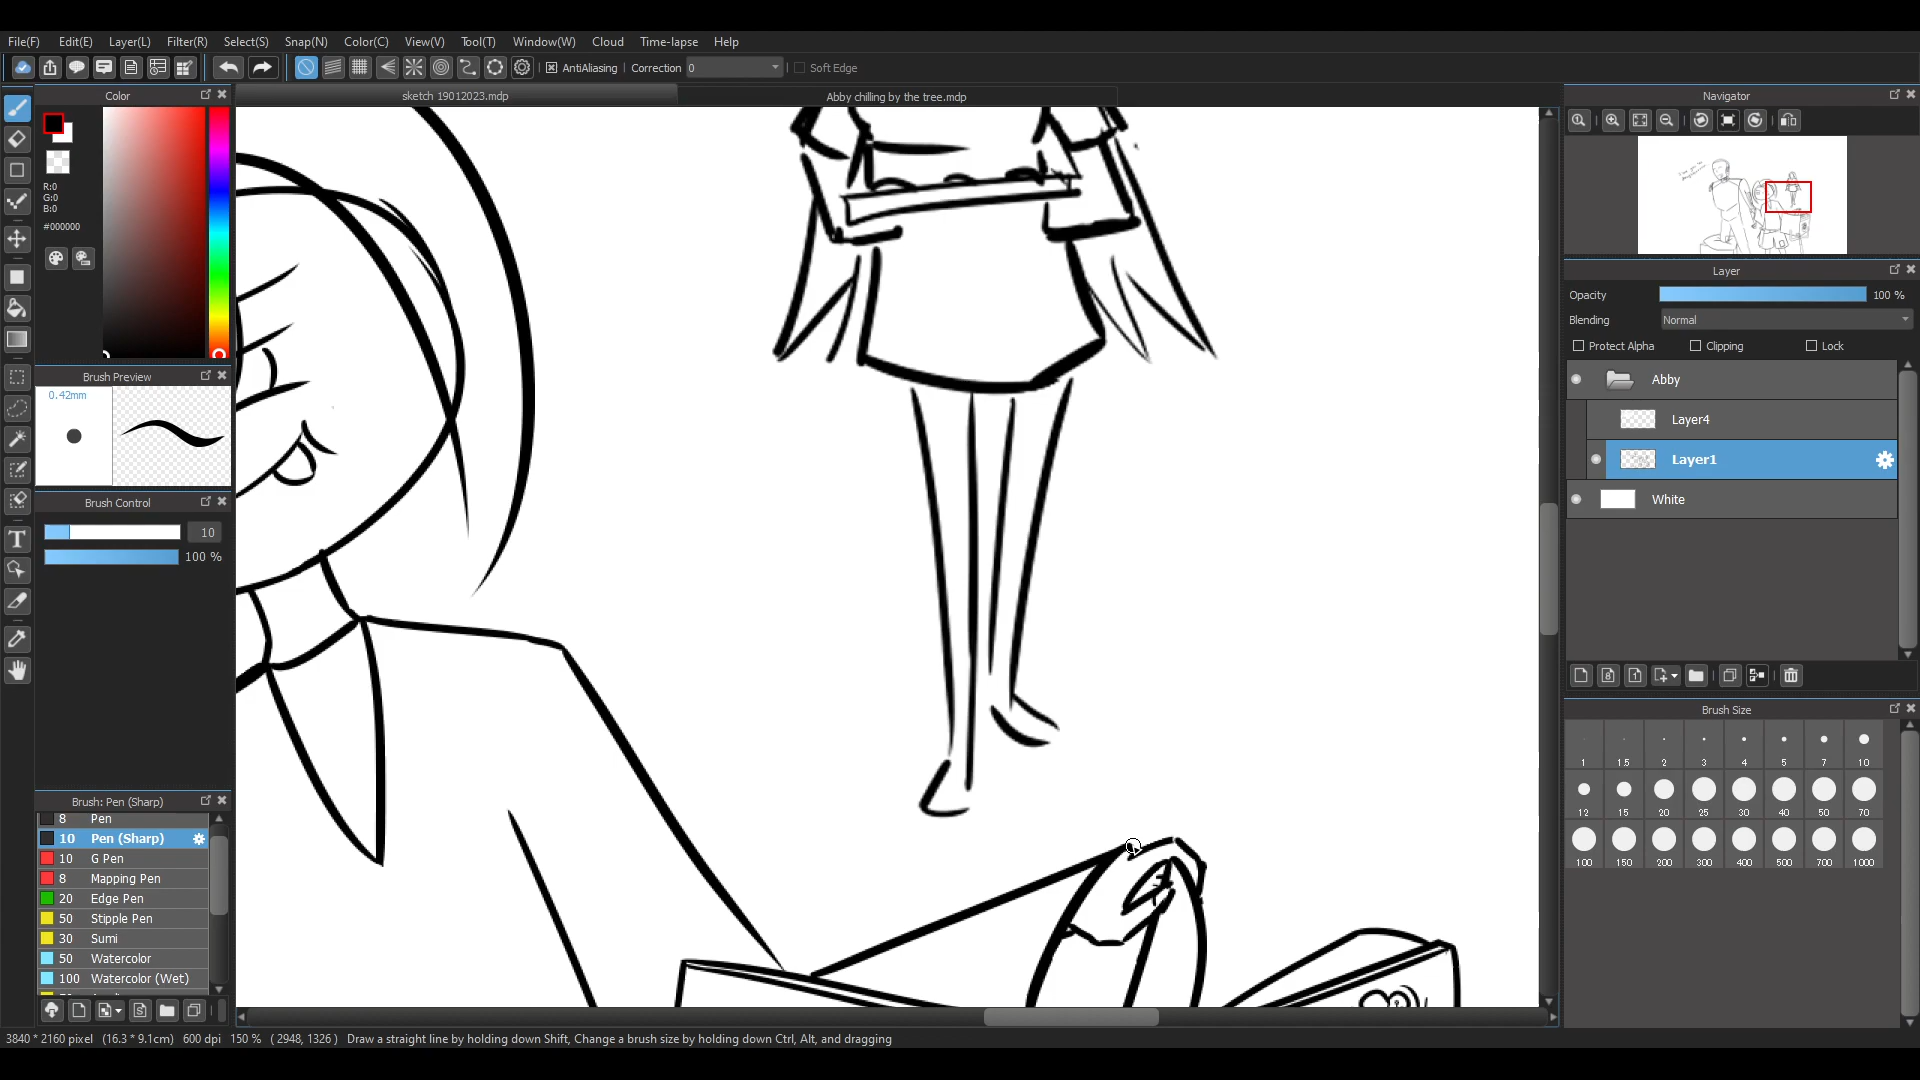 File(F) Edit(E) Layer(L) Filter(R) Select(S) Snap(N) Color(C) View(V) Tool(T) Window(W) Cloud Time-lapse Help
AntiAliasing Correction 0 Soft Edge
Color
R:0
G:0
B:0
#000000
Brush Preview
0.42mm
Brush Control
10
100 %
Brush: Pen (Sharp)
8 Pen
10 Pen (Sharp)
10 G Pen
8 Mapping Pen
20 Edge Pen
50 Stipple Pen
30 Sumi
50 Watercolor
100 Watercolor (Wet)
sketch 19012023.mdp
Abby chilling by the tree.mdp
Navigator
Layer
Opacity 100 %
Blending Normal
Protect Alpha Clipping Lock
Abby
Layer4
Layer1
White
Brush Size
1 1.5 2 3 4 5 7 10
12 15 20 25 30 40 50 70
100 150 200 300 400 500 700 1000
3840 * 2160 pixel (16.3 * 9.1cm) 600 dpi 150 % ( 2948, 1326 ) Draw a straight line by holding down Shift, Change a brush size by holding down Ctrl, Alt, and dragging